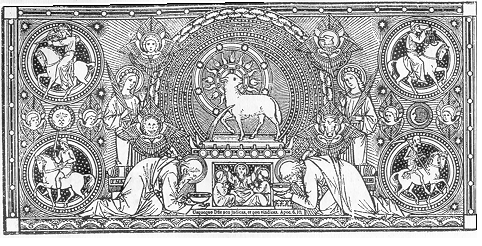 Usquequo Dñe non judicas, et non vindicas. Apoc. 6. 10.